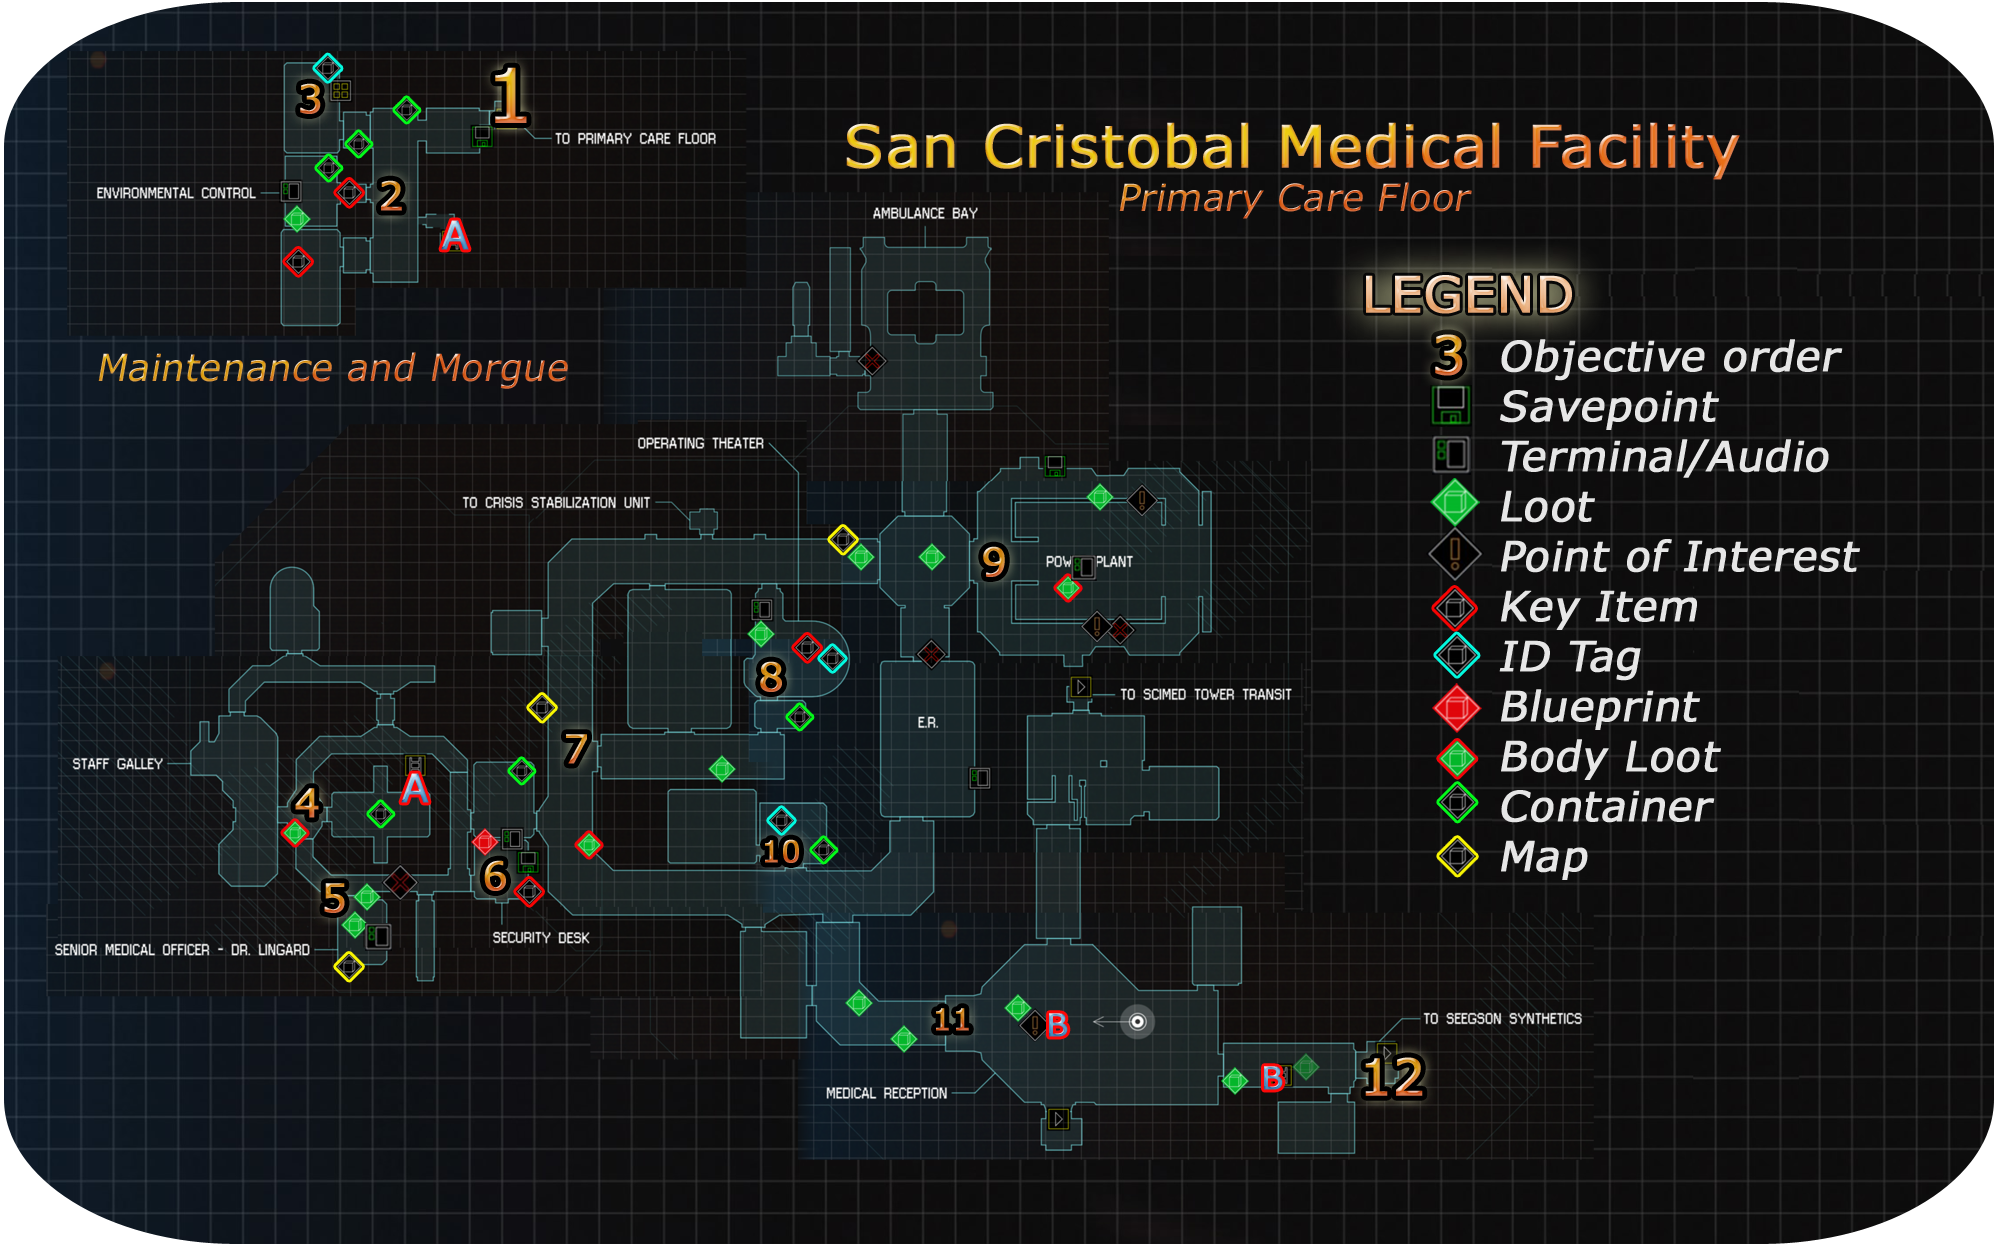 3
1
TO PRIMARY CARE FLOOR
ENVIRONMENTAL CONTROL
2
A
Maintenance and Morgue
San Cristobal Medical Facility
Primary Care Floor
AMBULANCE BAY
LEGEND
3 Objective order
Savepoint
Terminal/Audio
Loot
! Point of Interest
Key Item
ID Tag
Blueprint
Body Loot
Container
Map
OPERATING THEATER
TO CRISIS STABILIZATION UNIT
9
POW PLANT
8
TO SCIMED TOWER TRANSIT
E.R.
7
STAFF GALLEY
A
4
10
6
5
SECURITY DESK
SENIOR MEDICAL OFFICER - DR. LINGARD
11
B
TO SEEGSON SYNTHETICS
B
12
MEDICAL RECEPTION